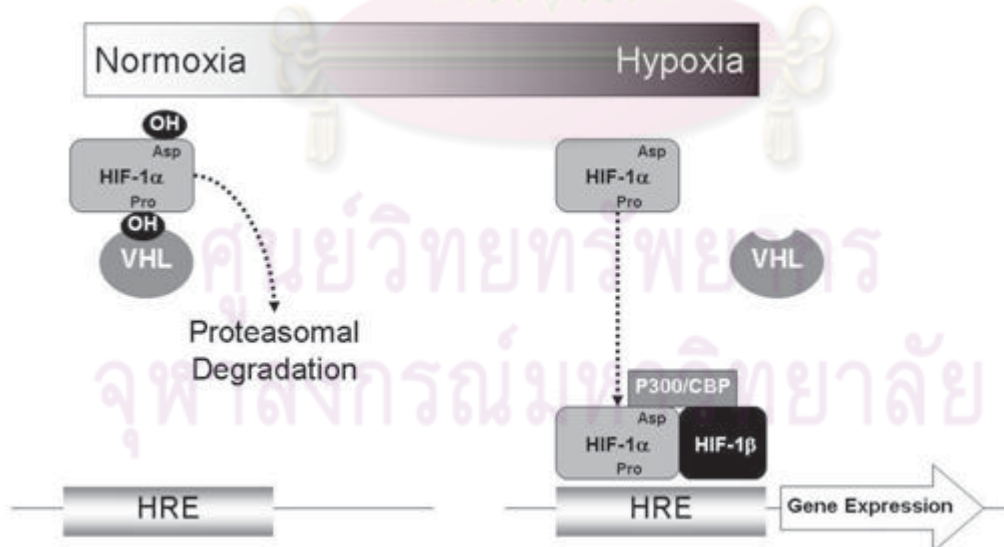 Normoxia
Hypoxia
OH
Asp
HIF-1α
Pro
OH
VHL
Proteasomal
Degradation
HRE
Asp
HIF-1α
Pro
VHL
P300/CBP
Asp
HIF-1α
Pro
HIF-1β
HRE
Gene Expression
ศูนย์วิทยทรัพยากร
จุฬาลงกรณ์มหาวิทยาลัย